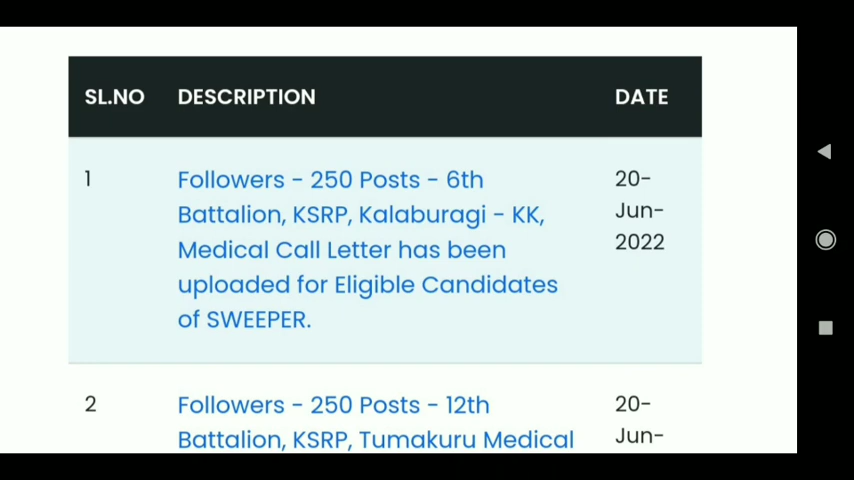 SL.NO DESCRIPTION DATE
1 Followers - 250 Posts - 6th 20-
Battalion, KSRP, Kalaburagi - KK, Jun-
Medical Call Letter has been 2022
uploaded for Eligible Candidates
of SWEEPER.
2 Followers - 250 Posts - 12th 20-
Battalion, KSRP, Tumakuru Medical Jun-